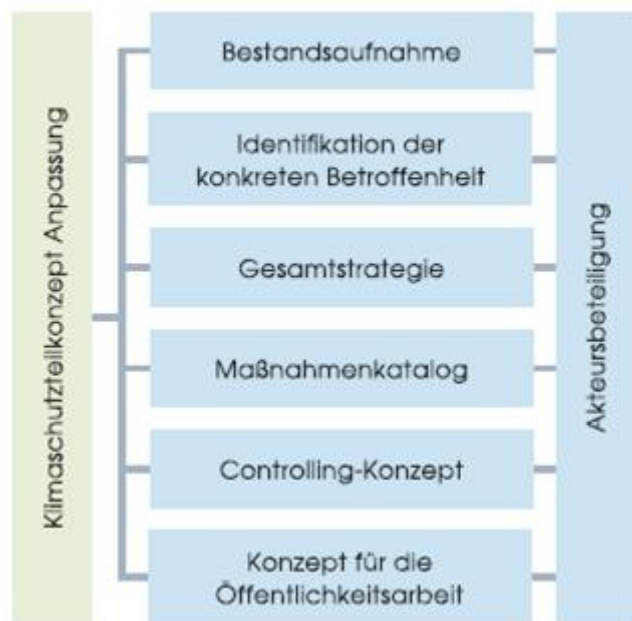 Klimaschutzteilkonzept Anpassung
Bestandsaufnahme
Identifikation der
konkreten Betroffenheit
Gesamtstrategie
Maßnahmenkatalog
Controlling-Konzept
Konzept für die
Öffentlichkeitsarbeit
Akteursbeteiligung